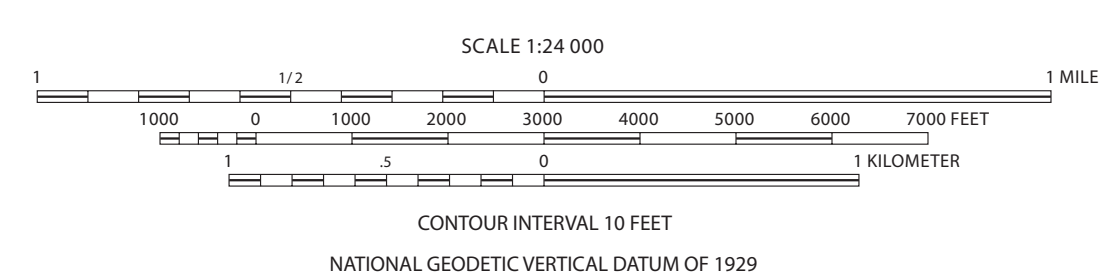 SCALE 1:24 000
1 1/2 0 1 MILE
1000 0 1000 2000 3000 4000 5000 6000 7000 FEET
1 .5 0 1 KILOMETER
CONTOUR INTERVAL 10 FEET
NATIONAL GEODETIC VERTICAL DATUM OF 1929